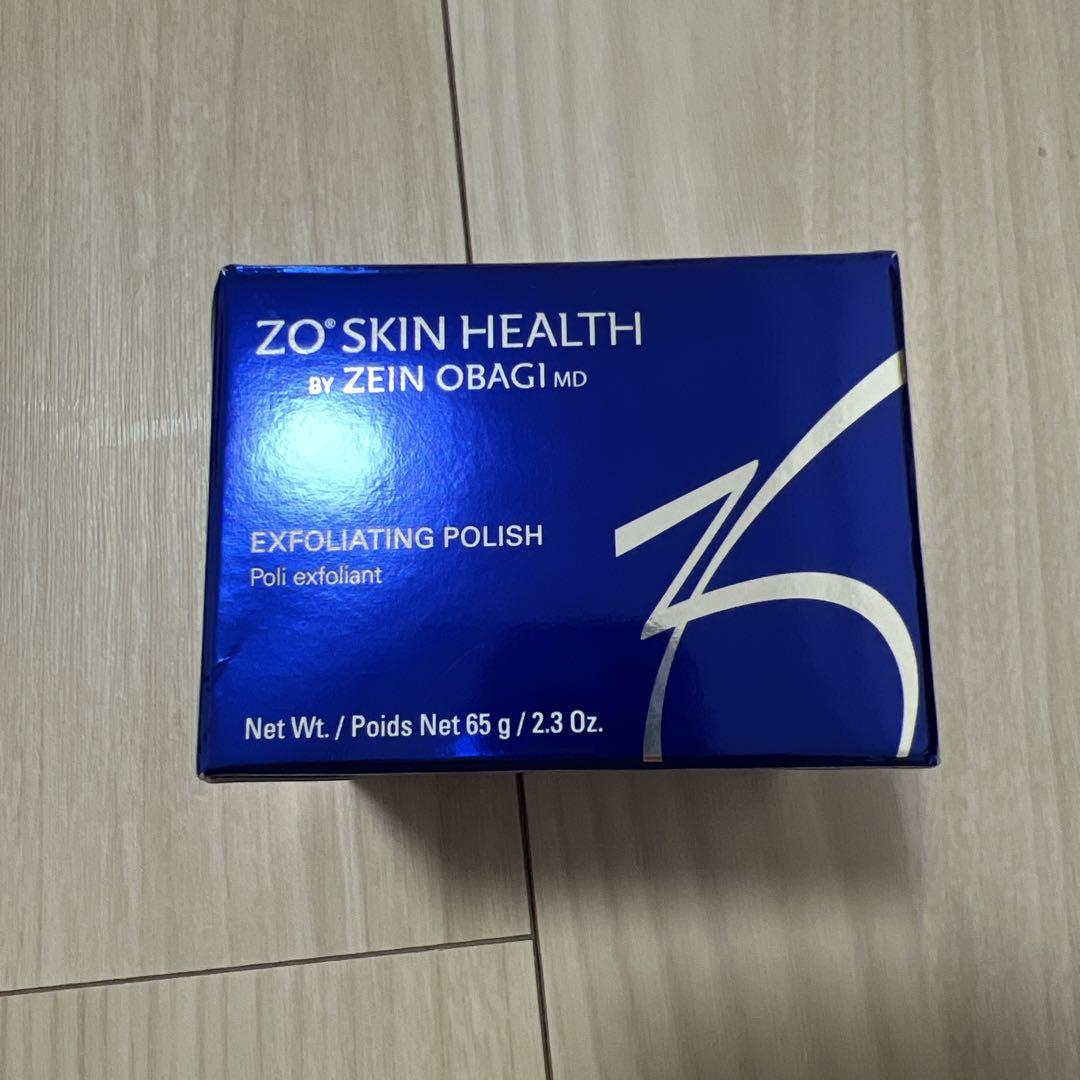 ZO® SKIN HEALTH
BY ZEIN OBAGI MD
EXFOLIATING POLISH
Poli exfoliant
Net Wt. / Poids Net 65 g / 2.3 Oz.